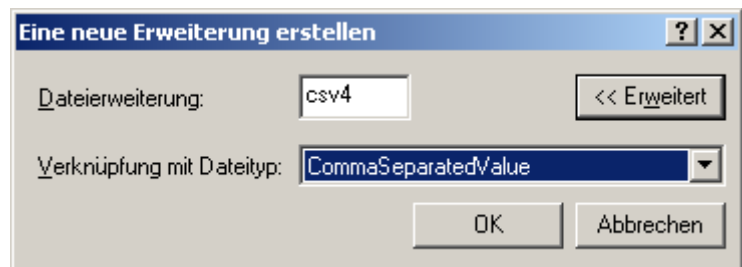 Eine neue Erweiterung erstellen
Dateierweiterung: csv4 << Erweitert
Verknüpfung mit Dateityp: CommaSeparatedValue
OK Abbrechen